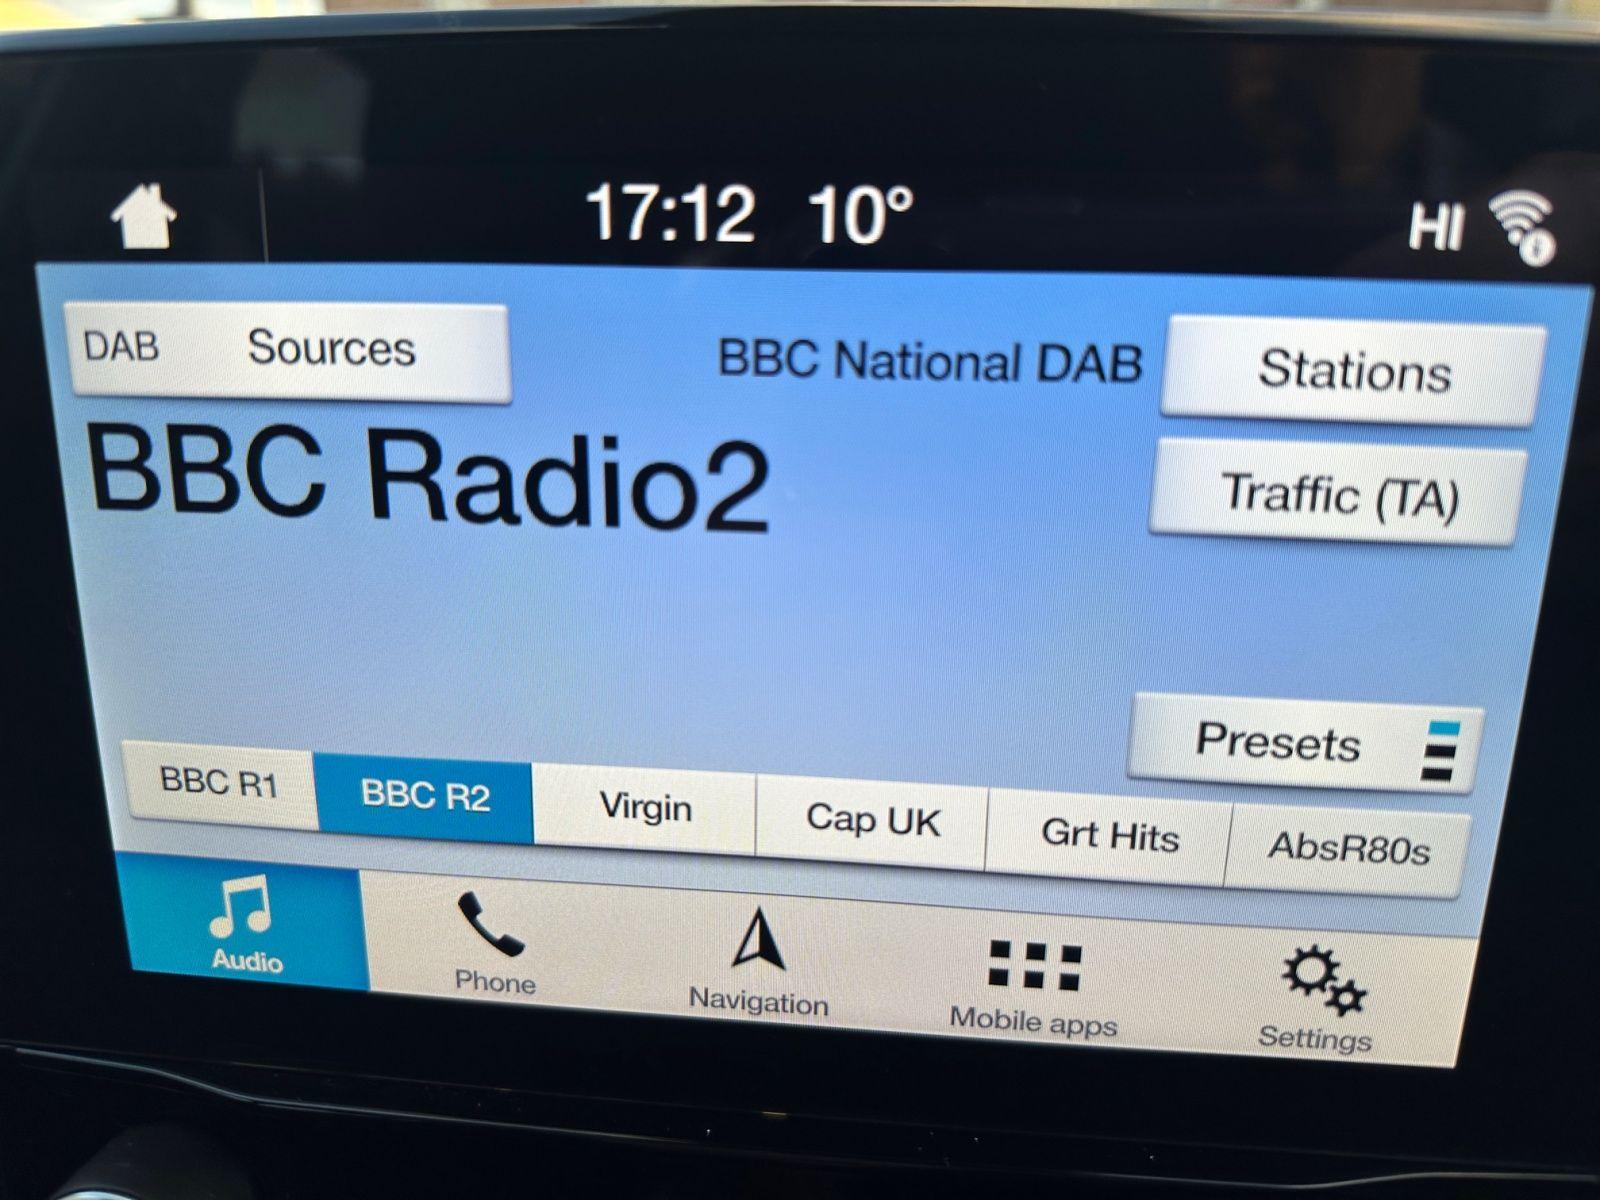 17:12 10° HI
DAB Sources
BBC National DAB
Stations
BBC Radio2
Traffic (TA)
Presets
BBC R1 BBC R2 Virgin Cap UK Grt Hits AbsR80s
Audio Phone Navigation Mobile apps Settings